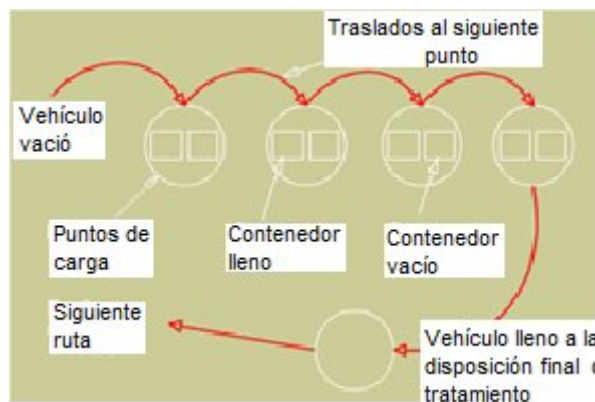 Traslados al siguiente
punto
Vehículo
vació
Puntos de
carga
Contenedor
lleno
Contenedor
vacío
Siguiente
ruta
Vehículo lleno a la
disposición final
tratamiento